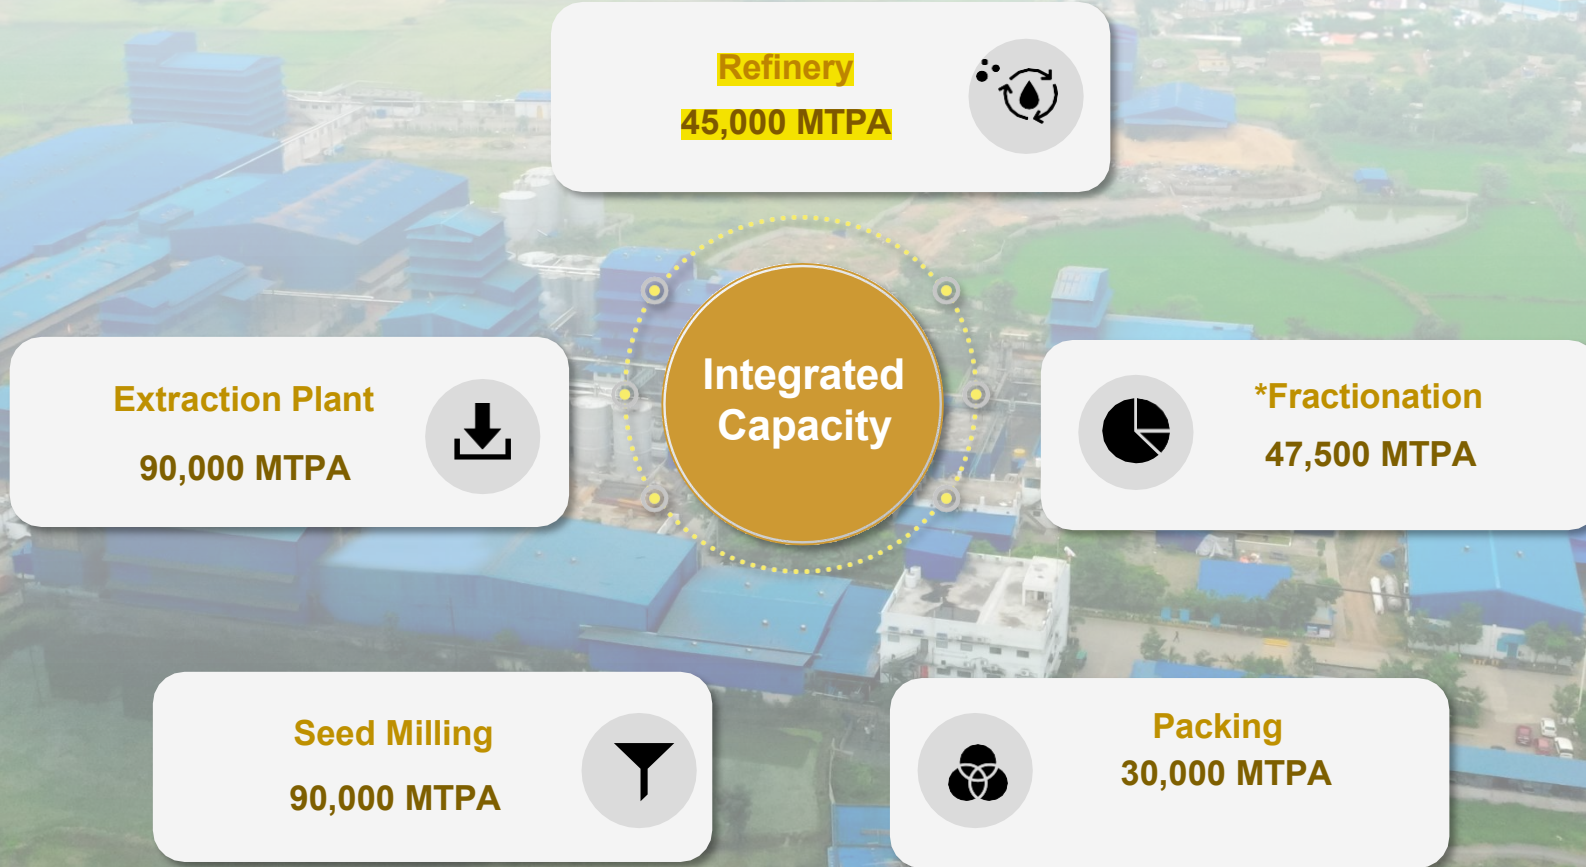 Refinery
45,000 MTPA
Integrated
Capacity
Extraction Plant
90,000 MTPA
*Fractionation
47,500 MTPA
Seed Milling
90,000 MTPA
Packing
30,000 MTPA